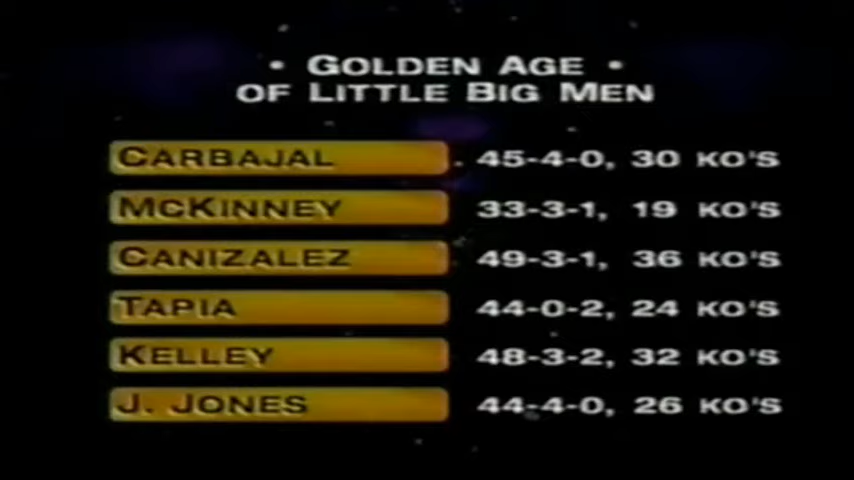 • GOLDEN AGE •
OF LITTLE BIG MEN
CARBAJAL 45-4-0, 30 KO'S
MCKINNEY 33-3-1, 19 KO'S
CANIZALEZ 49-3-1, 36 KO'S
TAPIA 44-0-2, 24 KO'S
KELLEY 48-3-2, 32 KO'S
J. JONES 44-4-0, 26 KO'S